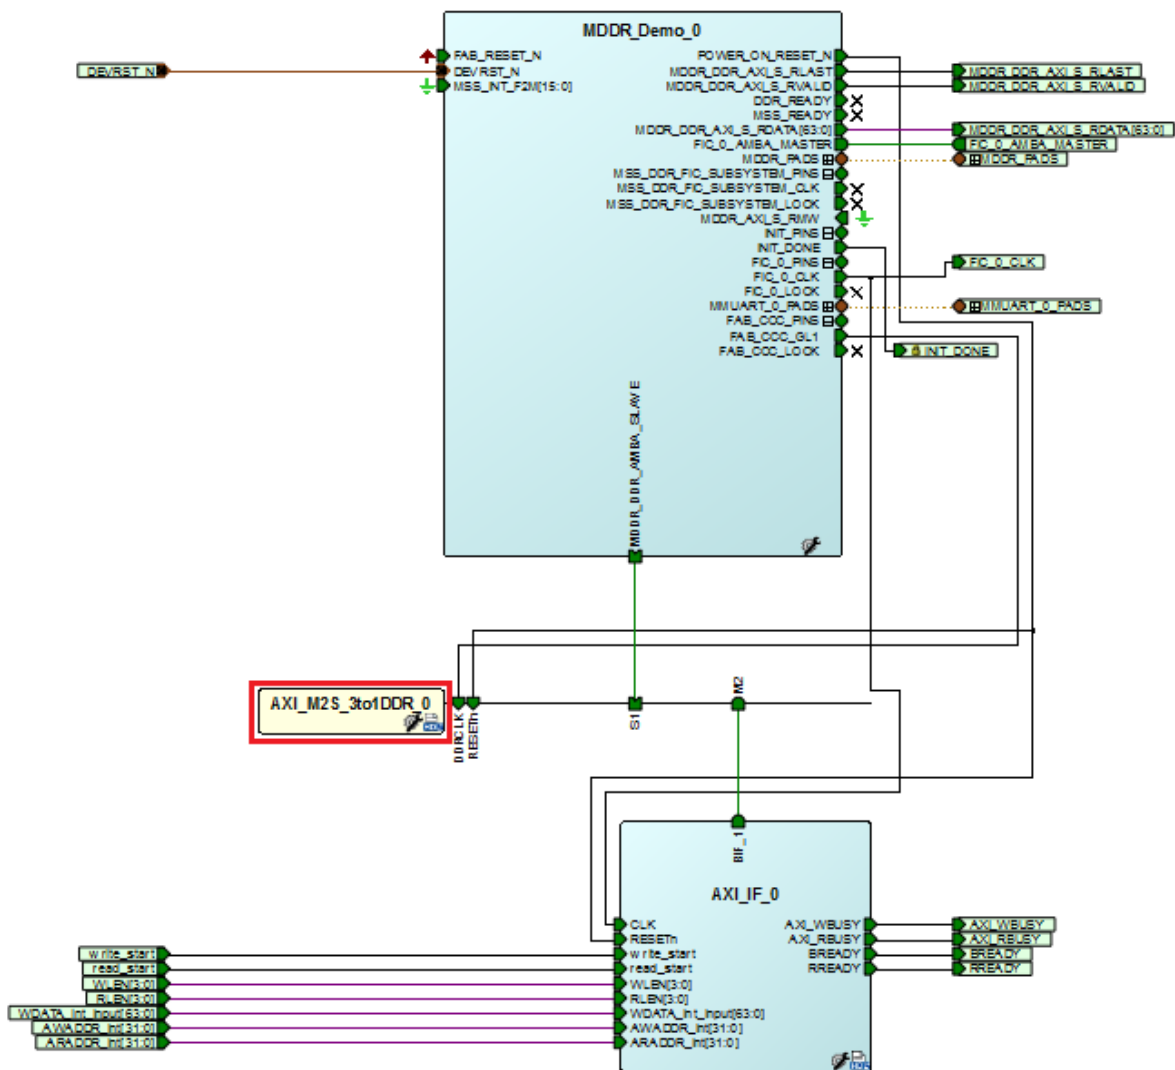 MDDR_Demo_0
FAB_RESET_N
DEVRST_N
DEVRST_N
MSS_INT_F2M[15:0]
POWER_ON_RESET_N
MDDR_DDR_AXI_S_RLAST
MDDR_DDR_AXI_S_RLAST
MDDR_DDR_AXI_S_RVALID
MDDR_DDR_AXI_S_RVALID
DDR_READY
MSS_READY
MDDR_DDR_AXI_S_RDATA[63:0]
MDDR_DDR_AXI_S_RDATA[63:0]
FIC_0_AMBA_MASTER
FIC_0_AMBA_MASTER
MDDR_PADS
MDDR_PADS
MSS_DDR_FIC_SUBSYSTEM_PINS
MSS_DDR_FIC_SUBSYSTEM_CLK
MSS_DDR_FIC_SUBSYSTEM_LOCK
MDDR_AXI_S_RMW
INIT_PINS
INIT_DONE
FIC_0_PINS
FIC_0_CLK
FIC_0_CLK
FIC_0_LOCK
MMUART_0_PADS
MMUART_0_PADS
FAB_CCC_PINS
FAB_CCC_GL1
FAB_CCC_LOCK
INIT_DONE
MDDR_DDR_AMBA_SLAVE
AXI_M2S_3to1DDR_0
DDRCLK
RESETn
S1
M2
BIF_1
AXI_IF_0
CLK
RESETn
write_start
write_start
read_start
read_start
WLEN[3:0]
WLEN[3:0]
RLEN[3:0]
RLEN[3:0]
WDATA_int_input[63:0]
WDATA_int_input[63:0]
AWADDR_int[31:0]
AWADDR_int[31:0]
ARADDR_int[31:0]
ARADDR_int[31:0]
AXI_WBUSY
AXI_WBUSY
AXI_RBUSY
AXI_RBUSY
BREADY
BREADY
RREADY
RREADY